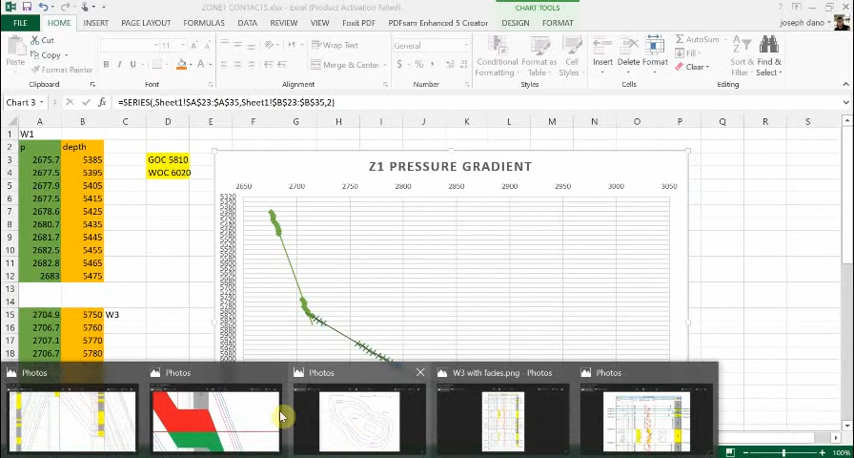 ZONE1 CONTACTS.xlsx - Excel (Product Activation Failed)
CHART TOOLS
FILE HOME INSERT PAGE LAYOUT FORMULAS DATA REVIEW VIEW Foxit PDF PDFsam Enhanced 5 Creator DESIGN FORMAT joseph dano
Cut
Copy
Format Painter
Paste
Clipboard
B I U
Font
Wrap Text
Merge & Center
Alignment
General
$ % ,
Number
Conditional Formatting
Format as Table
Cell Styles
Styles
Insert Delete Format
Cells
AutoSum
Fill
Clear
Sort & Filter
Find & Select
Editing
Chart 3 fx =SERIES(,Sheet1!$A$23:$A$35,Sheet1!$B$23:$B$35,2)
A B C D E F G H I J K L M N O P Q R S
1 W1
2 p depth
3 2675.7 5385 GOC 5810
4 2677.5 5395 WOC 6020
5 2677.9 5405
6 2677.5 5415
7 2678.6 5425
8 2680.7 5435
9 2681.7 5445
10 2682.5 5455
11 2682.8 5465
12 2683 5475
13
14
15 2704.9 5750 W3
16 2706.7 5760
17 2707.1 5770
18 2706.7 5780
Z1 PRESSURE GRADIENT
2650 2700 2750 2800 2850 2900 2950 3000 3050
Photos
Photos
Photos
W3 with facies.png - Photos
Photos
100%